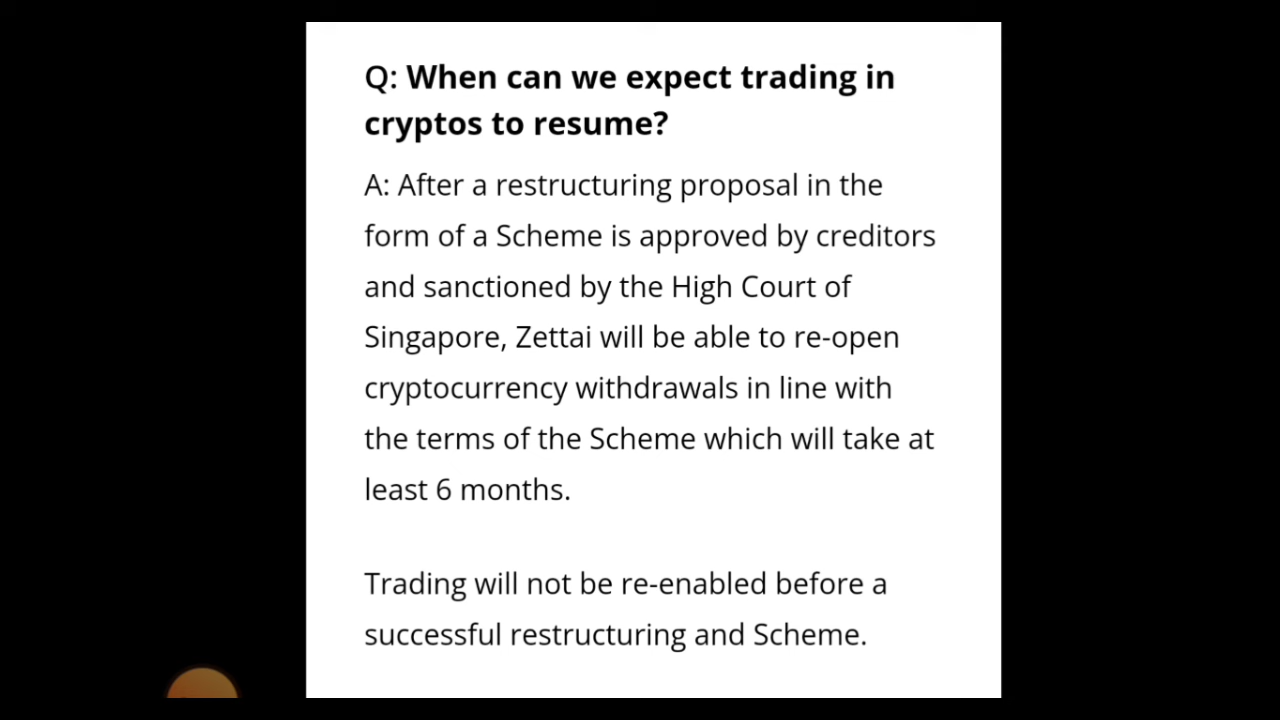 Q: When can we expect trading in
cryptos to resume?
A: After a restructuring proposal in the
form of a Scheme is approved by creditors
and sanctioned by the High Court of
Singapore, Zettai will be able to re-open
cryptocurrency withdrawals in line with
the terms of the Scheme which will take at
least 6 months.
Trading will not be re-enabled before a
successful restructuring and Scheme.